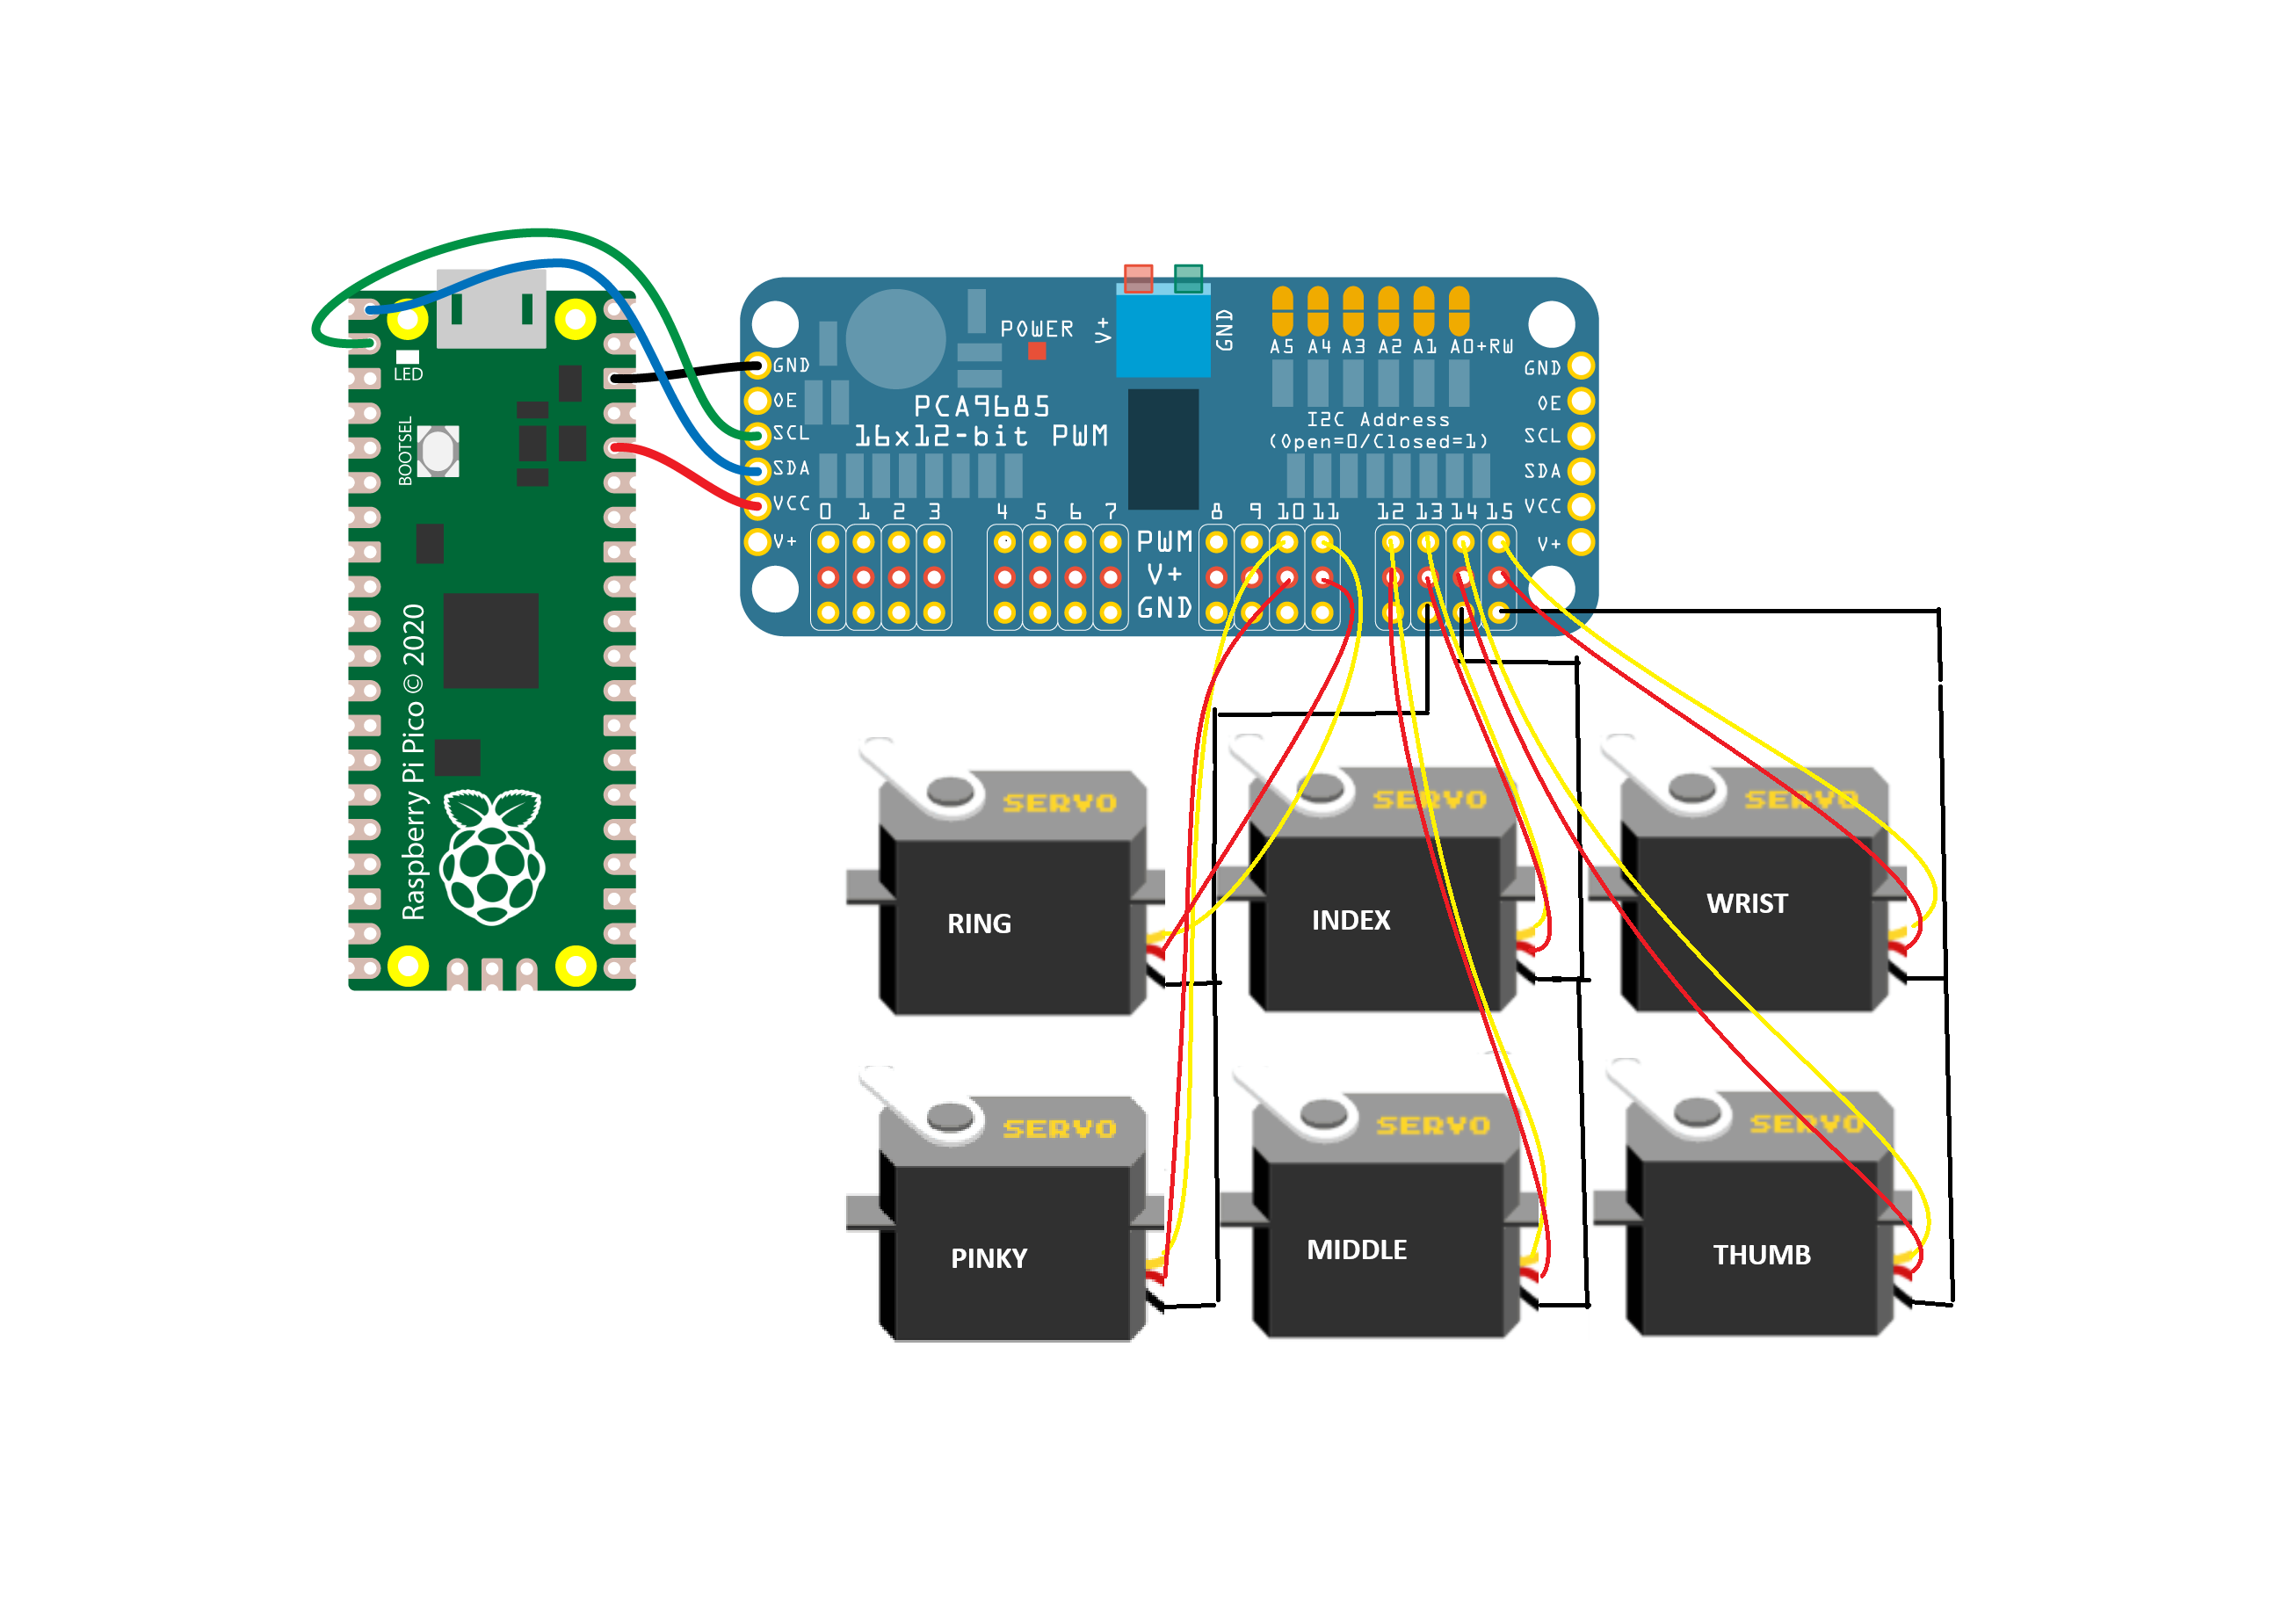 LED
BOOTSEL
Raspberry Pi Pico © 2020
POWER
V+
GND
A5 A4 A3 A2 A1 A0+RW
GND
OE
SCL
SDA
VCC
V+
PCA9685
16x12-bit PWM
I2C Address
(Open=0/Closed=1)
GND
OE
SCL
SDA
VCC
V+
0 1 2 3 4 5 6 7 8 9 10 11 12 13 14 15
PWM
V+
GND
SERVO
RING
SERVO
INDEX
SERVO
WRIST
SERVO
PINKY
SERVO
MIDDLE
SERVO
THUMB